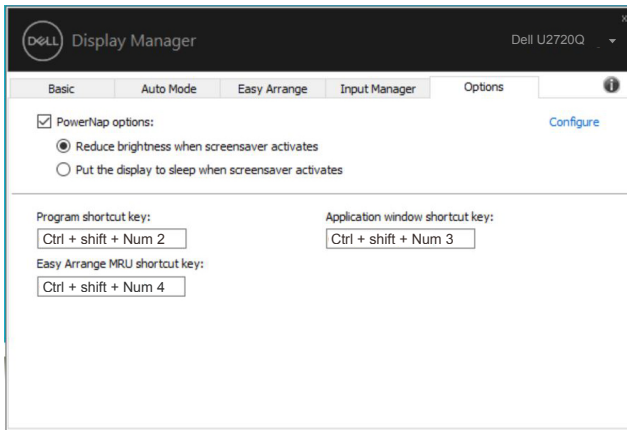 x
DELL Display Manager
Dell U2720Q
Basic Auto Mode Easy Arrange Input Manager Options i
PowerNap options: Configure
Reduce brightness when screensaver activates
Put the display to sleep when screensaver activates
Program shortcut key: Application window shortcut key:
Ctrl + shift + Num 2 Ctrl + shift + Num 3
Easy Arrange MRU shortcut key:
Ctrl + shift + Num 4